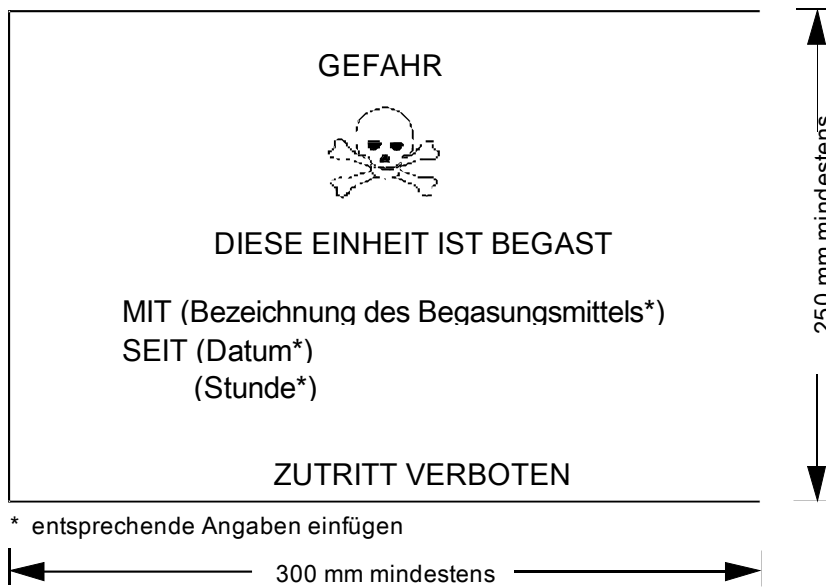 GEFAHR
DIESE EINHEIT IST BEGAST
MIT (Bezeichnung des Begasungsmittels*)
SEIT (Datum*)
(Stunde*)
ZUTRITT VERBOTEN
* entsprechende Angaben einfügen
300 mm mindestens
250 mm mindestens